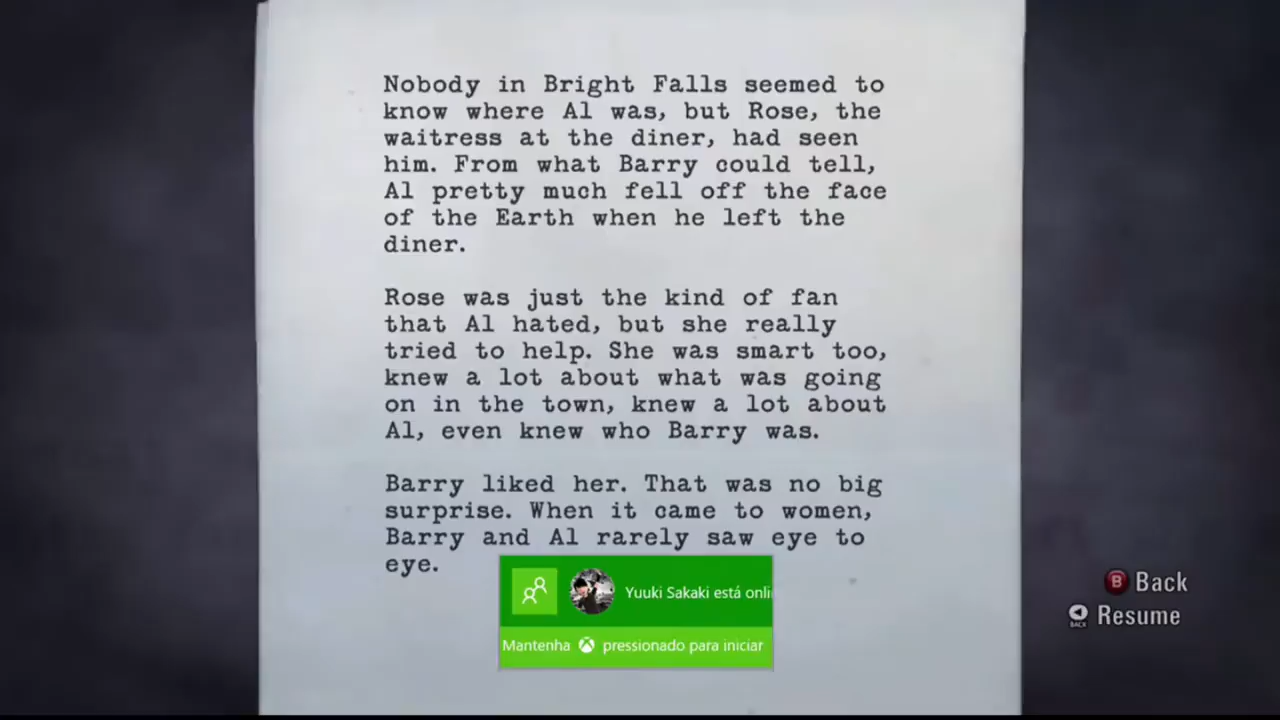 Nobody in Bright Falls seemed to
know where Al was, but Rose, the
waitress at the diner, had seen
him. From what Barry could tell,
Al pretty much fell off the face
of the Earth when he left the
diner.
Rose was just the kind of fan
that Al hated, but she really
tried to help. She was smart too,
knew a lot about what was going
on in the town, knew a lot about
Al, even knew who Barry was.
Barry liked her. That was no big
surprise. When it came to women,
Barry and Al rarely saw eye to
eye.
Yuuki Sakaki está onli
Mantenha pressionado para iniciar
B Back
BACK Resume